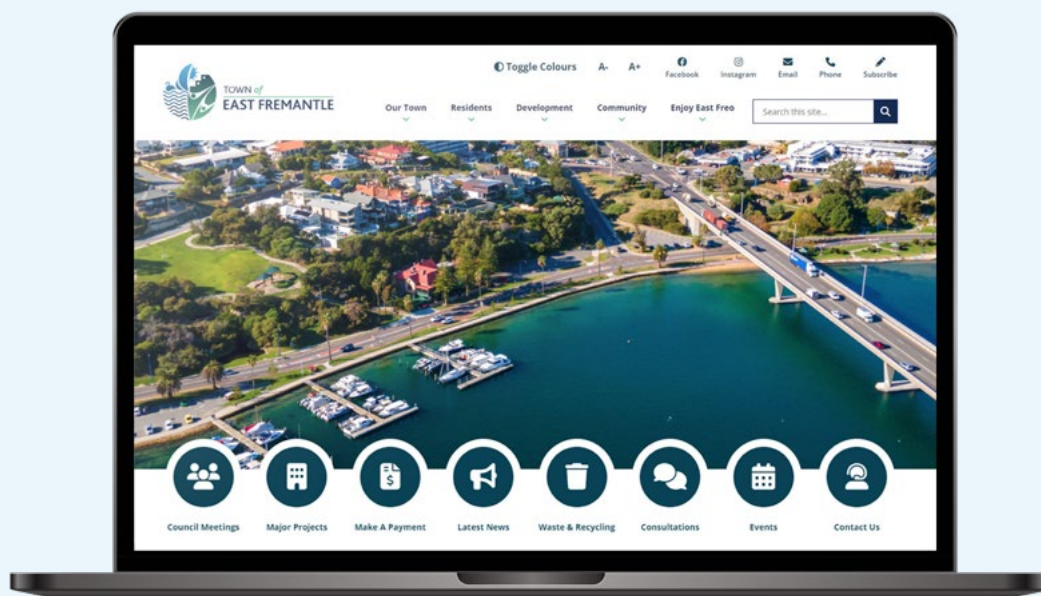 Toggle Colours A- A+ Facebook Instagram Email Phone Subscribe
TOWN of
EAST FREMANTLE
Our Town Residents Development Community Enjoy East Freo Search this site...
$
Council Meetings Major Projects Make A Payment Latest News Waste & Recycling Consultations Events Contact Us